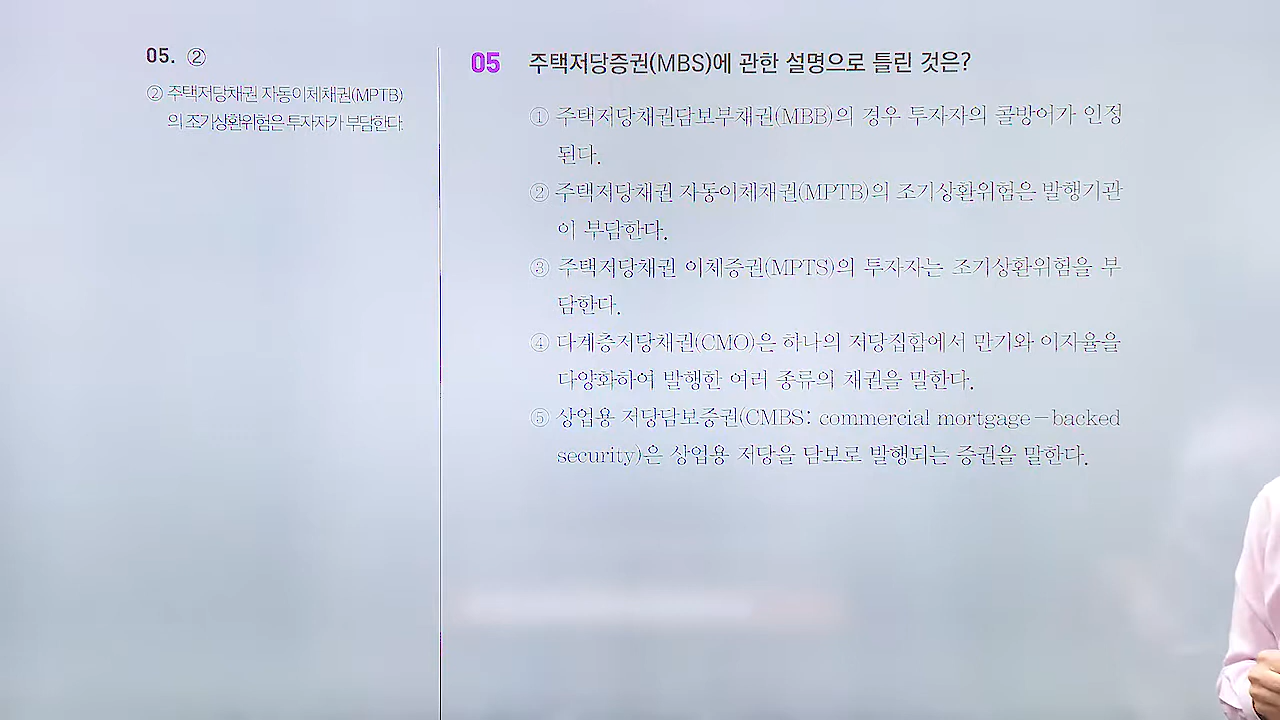 05. ②
② 주택저당채권 자동이체채권(MPTB)
의 조기상환위험은 투자자가 부담한다.
05 주택저당증권(MBS)에 관한 설명으로 틀린 것은?
① 주택저당채권담보부채권(MBB)의 경우 투자자의 콜방어가 인정
된다.
② 주택저당채권 자동이체채권(MPTB)의 조기상환위험은 발행기관
이 부담한다.
③ 주택저당채권 이체증권(MPTS)의 투자자는 조기상환위험을 부
담한다.
④ 다계층저당채권(CMO)은 하나의 저당집합에서 만기와 이자율을
다양화하여 발행한 여러 종류의 채권을 말한다.
⑤ 상업용 저당담보증권(CMBS: commercial mortgage-backed
security)은 상업용 저당을 담보로 발행되는 증권을 말한다.